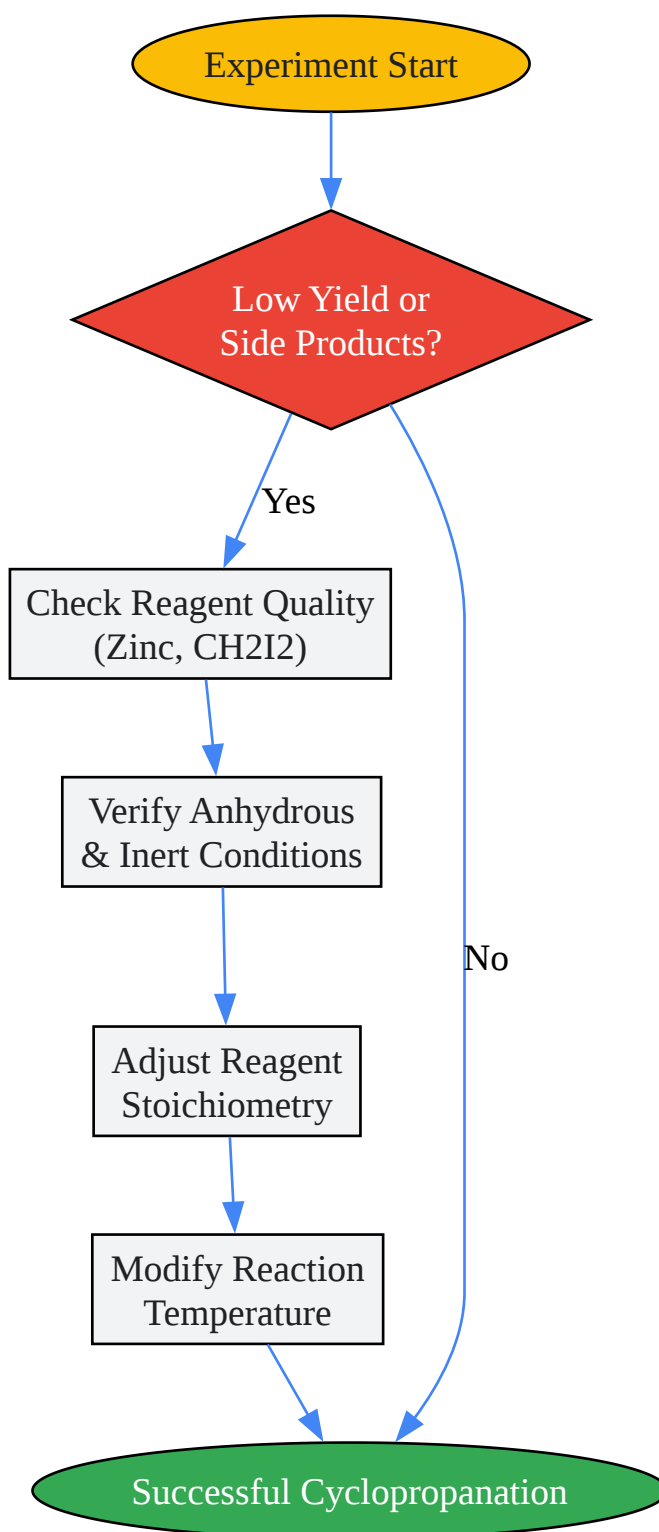 Experiment Start
Low Yield or
Side Products?
Yes
Check Reagent Quality
(Zinc, CH2I2)
Verify Anhydrous
& Inert Conditions
No
Adjust Reagent
Stoichiometry
Modify Reaction
Temperature
Successful Cyclopropanation